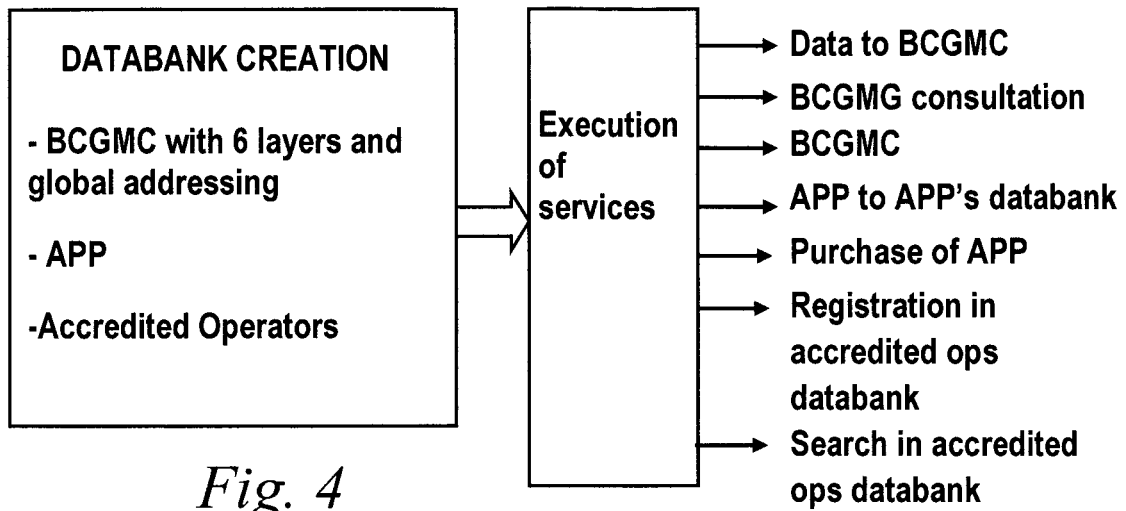 DATABANK CREATION
- BCGMC with 6 layers and
global addressing
- APP
-Accredited Operators
Execution
of
services
Data to BCGMC
BCGMG consultation
BCGMC
APP to APP's databank
Purchase of APP
Registration in
accredited ops
databank
Search in accredited
ops databank
Fig. 4